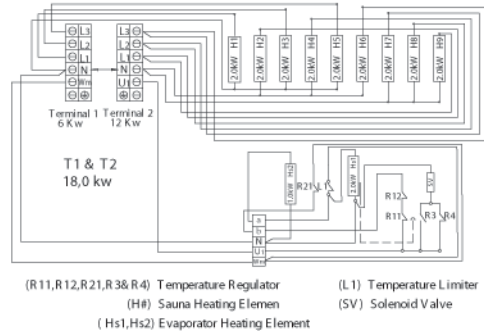 L3
L2
L1
N
Wm
L3
L2
L1
N
U1
Terminal 1
6 Kw
Terminal 2
12 Kw
T1 & T2
18,0 kw
H1 2.0kW
H2 2.0kW
H3 2.0kW
H4 2.0kW
H5 2.0kW
H6 2.0kW
H7 2.0kW
H8 2.0kW
H9 2.0kW
Hs2 1,0kW
R21
L1
Hs1 2.0kW
SV
R12
R11
R3
R4
a
b
N
U1
Wm
(R11,R12,R21,R3& R4) Temperature Regulator
(L1) Temperature Limiter
(H#) Sauna Heating Elemen
(SV) Solenoid Valve
( Hs1,Hs2) Evaporator Heating Element